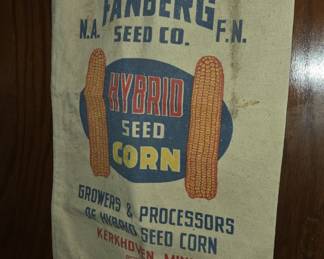 FANBERG
N.A. SEED CO. F.N.
HYBRID
SEED
CORN
GROWERS & PROCESSORS
OF HYBRID SEED CORN
KERKHOVEN, MINN